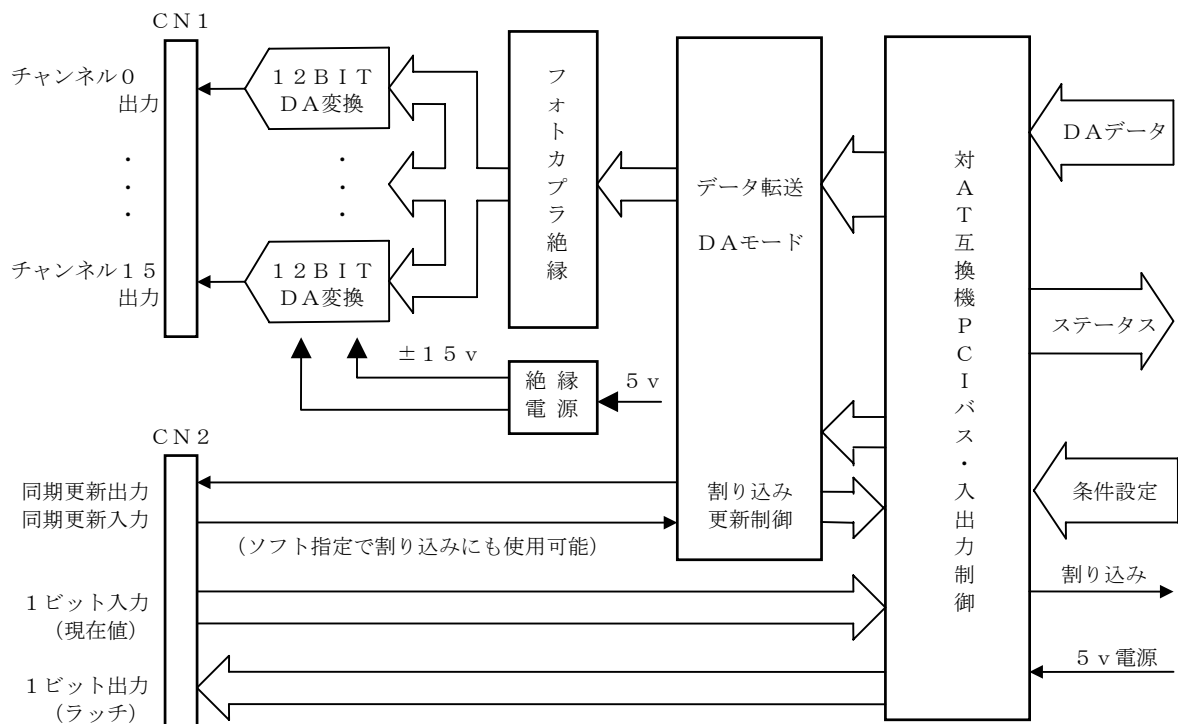 CN1
チャンネル0
出力
・
・
・
チャンネル15
出力
12BIT
DA変換
・
・
・
12BIT
DA変換
フォトカプラ絶縁
データ転送
DAモード
対AT互換機PCIバス・入出力制御
DAデータ
ステータス
±15v
絶縁
電源
5v
CN2
同期更新出力
同期更新入力
(ソフト指定で割り込みにも使用可能)
割り込み
更新制御
条件設定
割り込み
1ビット入力
(現在値)
5v電源
1ビット出力
(ラッチ)